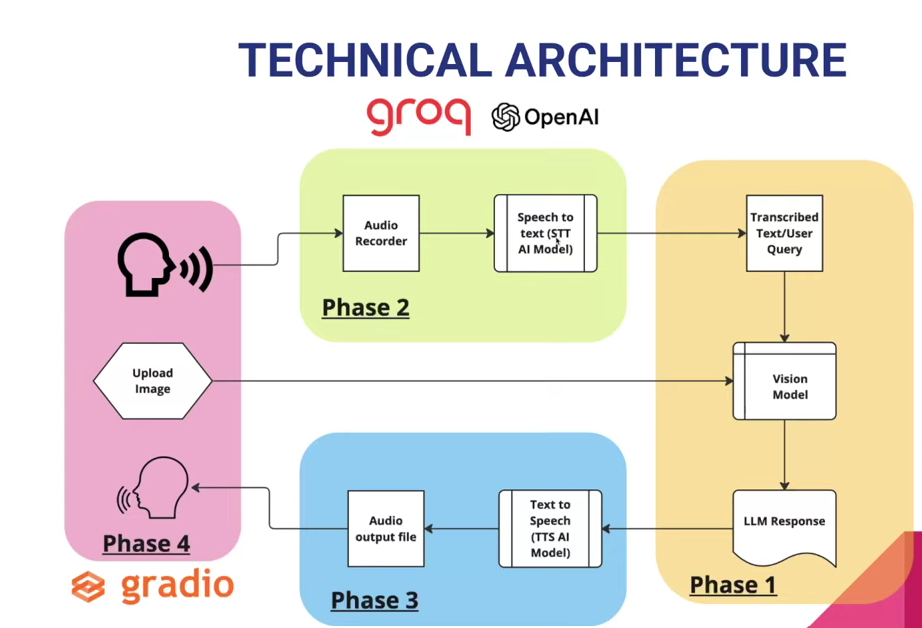 TECHNICAL ARCHITECTURE
groq OpenAI
Audio
Recorder
Speech to
text (STT
AI Model)
Phase 2
Transcribed
Text/User
Query
Upload
Image
Vision
Model
LLM Response
Phase 1
Text to
Speech
(TTS AI
Model)
Audio
output file
Phase 3
Phase 4
gradio